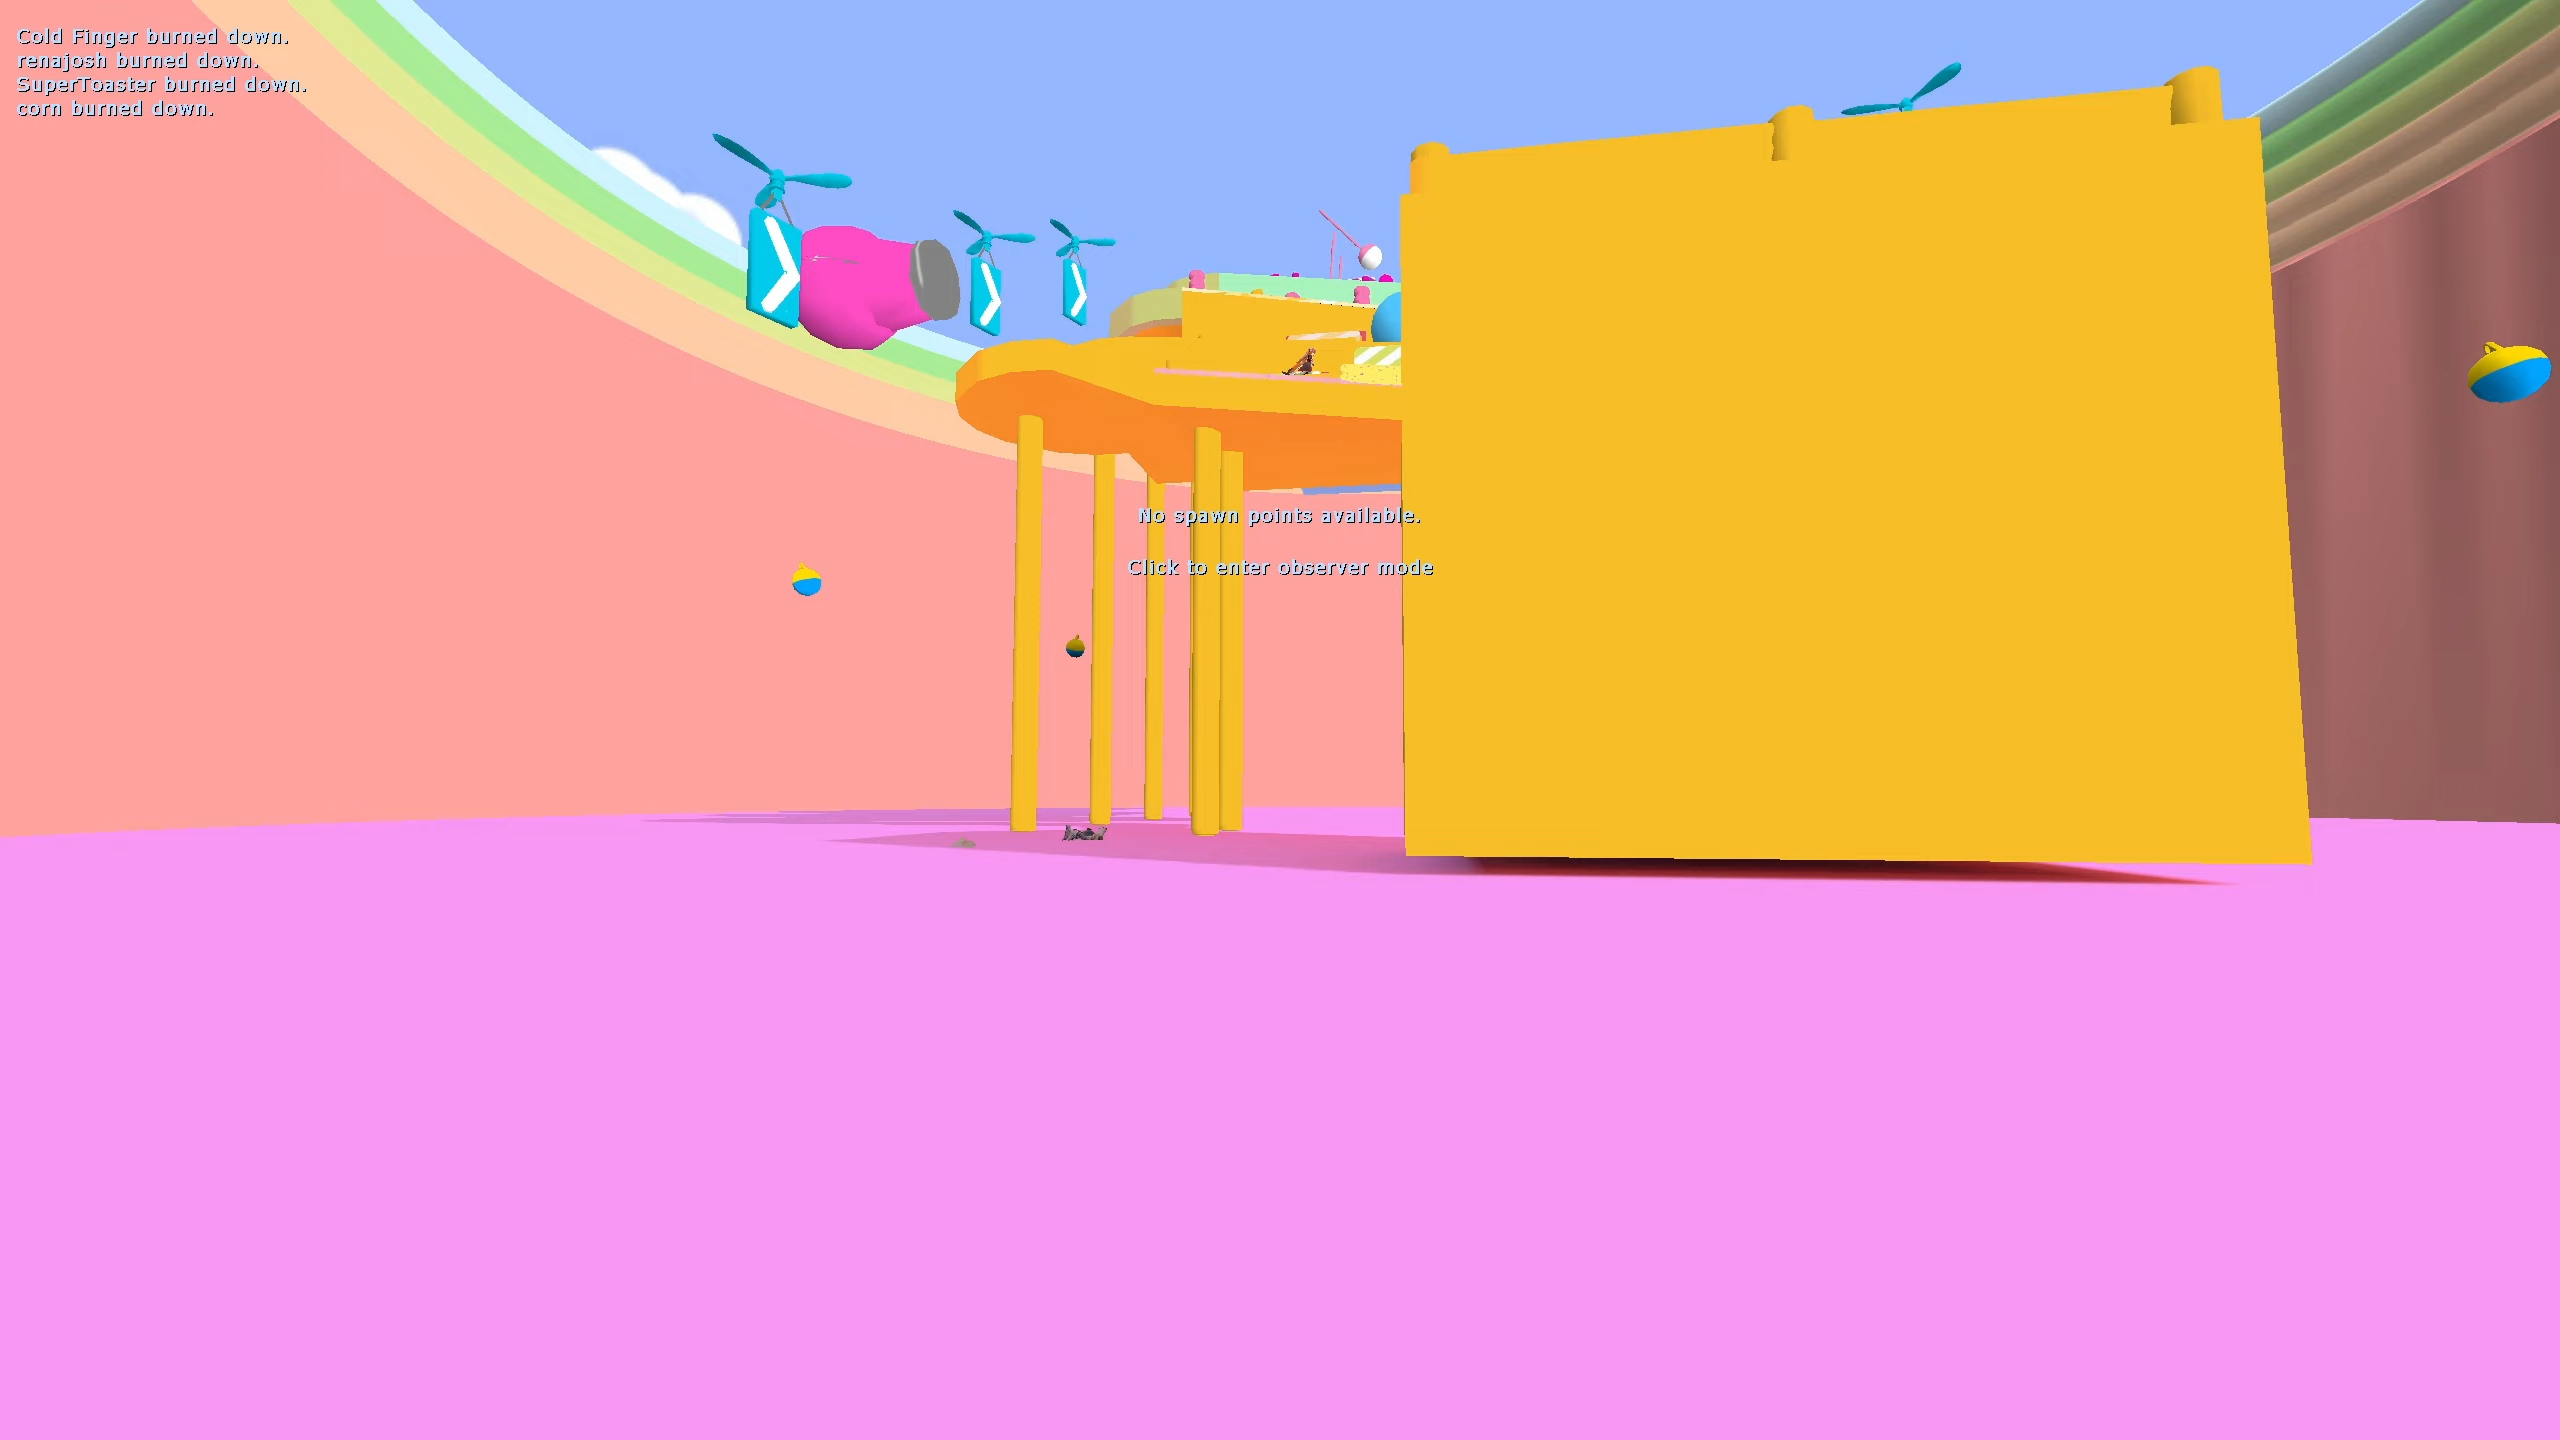 Cold Finger burned down.
renajosh burned down.
SuperToaster burned down.
corn burned down.
No spawn points available.
Click to enter observer mode